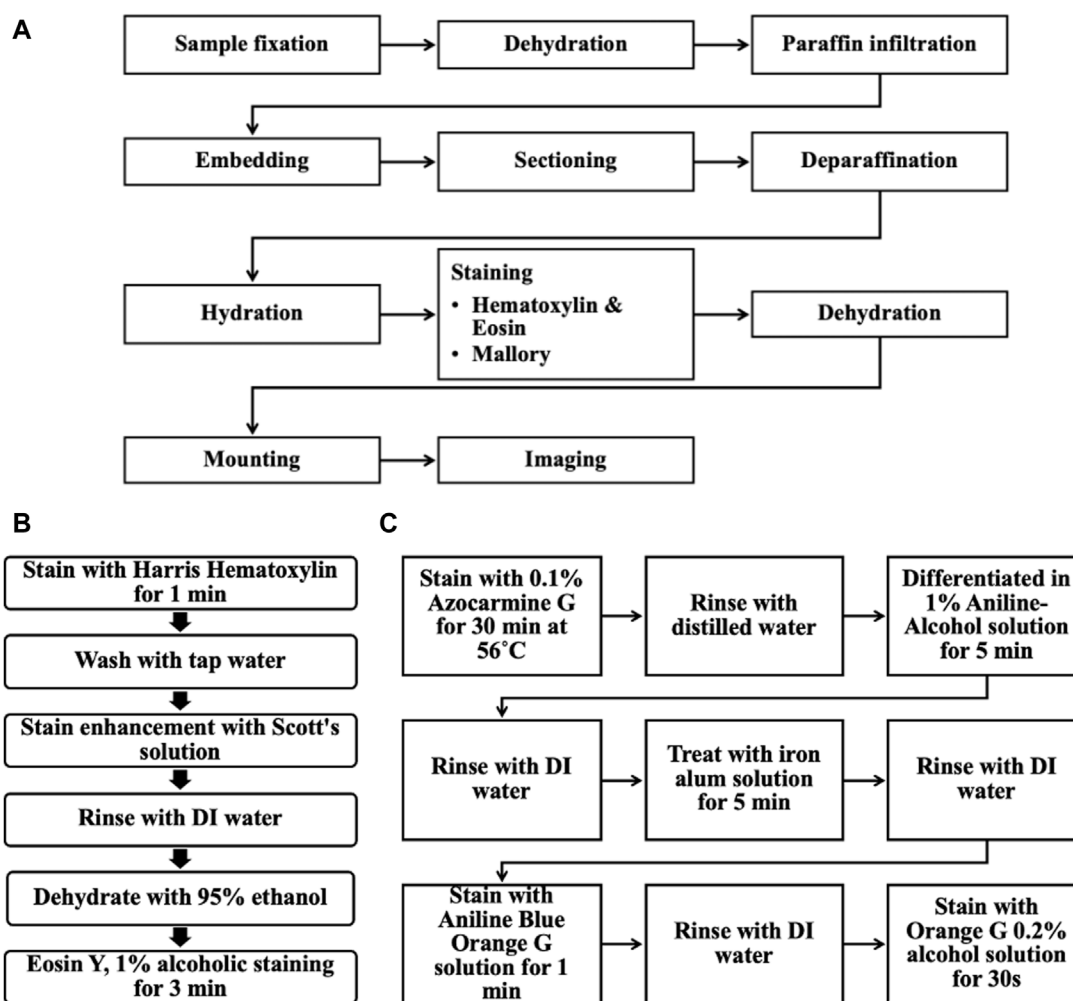 A
Sample fixation
Dehydration
Paraffin infiltration
Embedding
Sectioning
Deparaffination
Hydration
Staining
• Hematoxylin &
Eosin
• Mallory
Dehydration
Mounting
Imaging
B
Stain with Harris Hematoxylin
for 1 min
Wash with tap water
Stain enhancement with Scott's
solution
Rinse with DI water
Dehydrate with 95% ethanol
Eosin Y, 1% alcoholic staining
for 3 min
C
Stain with 0.1%
Azocarmine G
for 30 min at
56˚C
Rinse with
distilled water
Differentiated in
1% Aniline-
Alcohol solution
for 5 min
Rinse with DI
water
Treat with iron
alum solution
for 5 min
Rinse with DI
water
Stain with
Aniline Blue
Orange G
solution for 1
min
Rinse with DI
water
Stain with
Orange G 0.2%
alcohol solution
for 30s